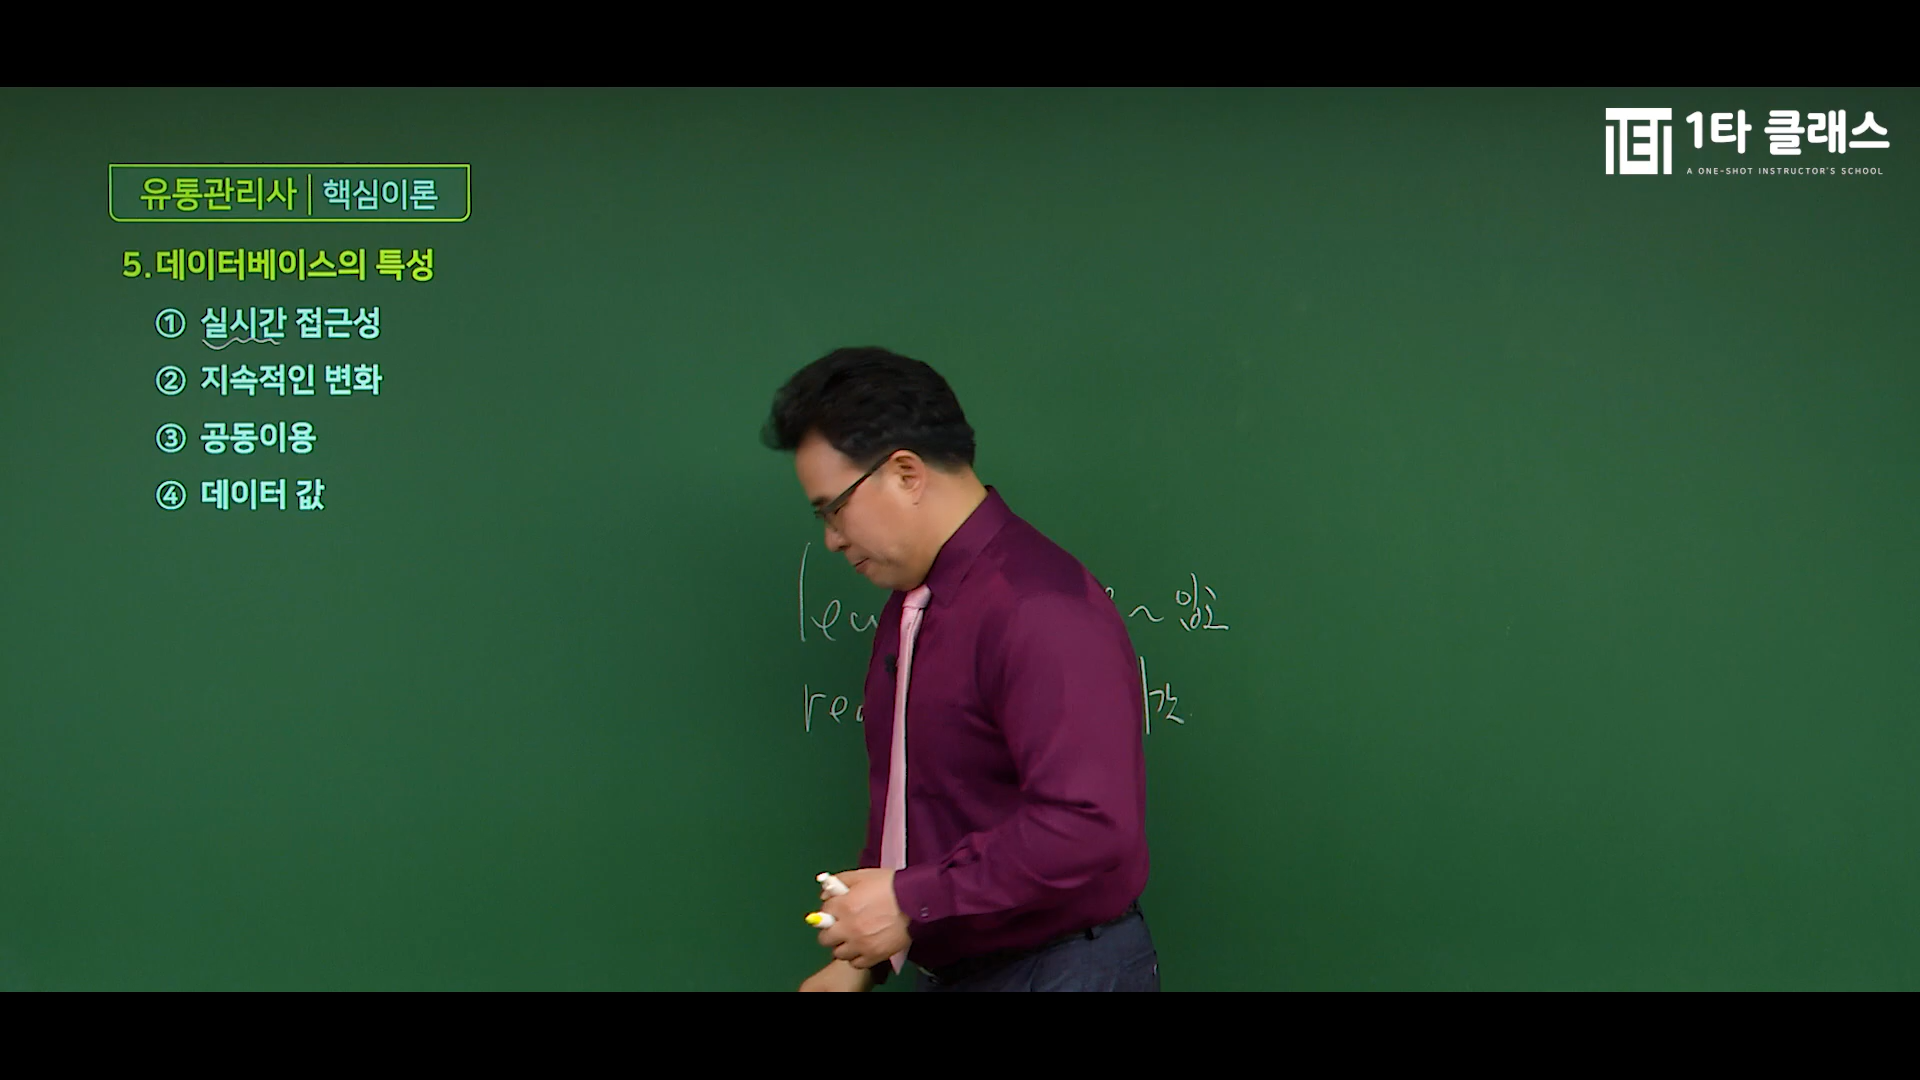 1타 클래스
A ONE-SHOT INSTRUCTOR'S SCHOOL
유통관리사 | 핵심이론
5. 데이터베이스의 특성
① 실시간 접근성
② 지속적인 변화
③ 공동이용
④ 데이터 값